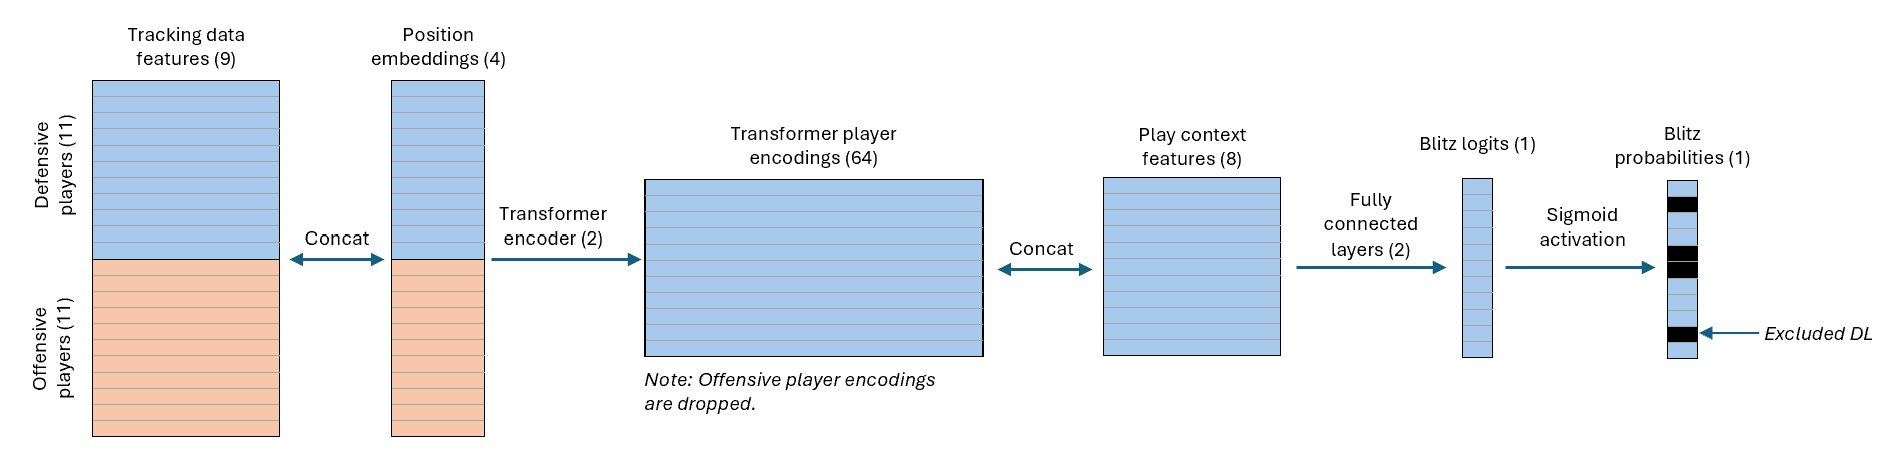 Tracking data
features (9)
Position
embeddings (4)
Defensive
players (11)
Offensive
players (11)
Concat
Transformer
encoder (2)
Transformer player
encodings (64)
Note: Offensive player encodings
are dropped.
Concat
Play context
features (8)
Fully
connected
layers (2)
Blitz logits (1)
Sigmoid
activation
Blitz
probabilities (1)
Excluded DL